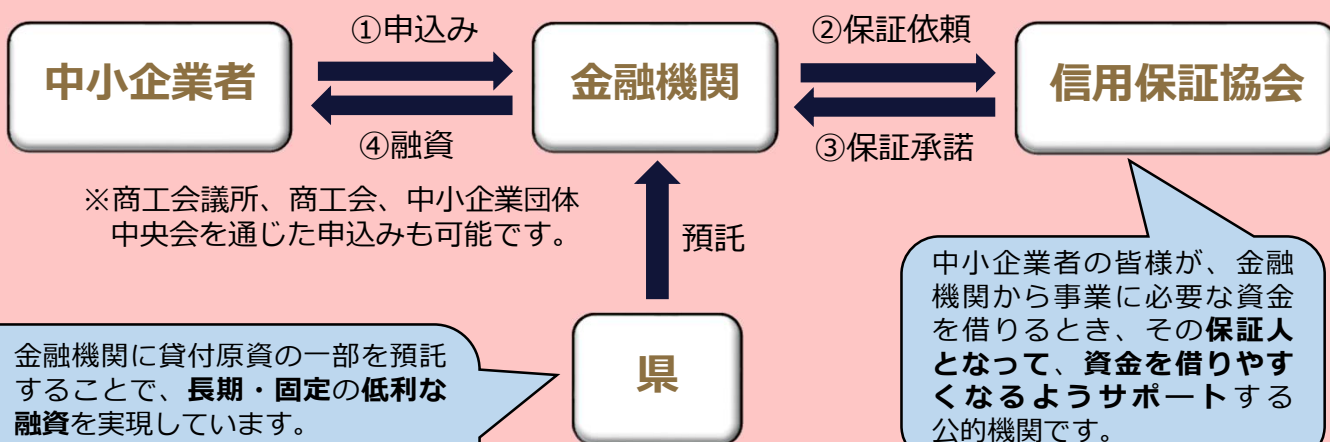 ①申込み
②保証依頼
中小企業者
金融機関
信用保証協会
④融資
③保証承諾
※商工会議所、商工会、中小企業団体
中央会を通じた申込みも可能です。
預託
県
金融機関に貸付原資の一部を預託
することで、長期・固定の低利な
融資を実現しています。
中小企業者の皆様が、金融
機関から事業に必要な資金
を借りるとき、その保証人
となって、資金を借りやす
くなるようサポートする
公的機関です。